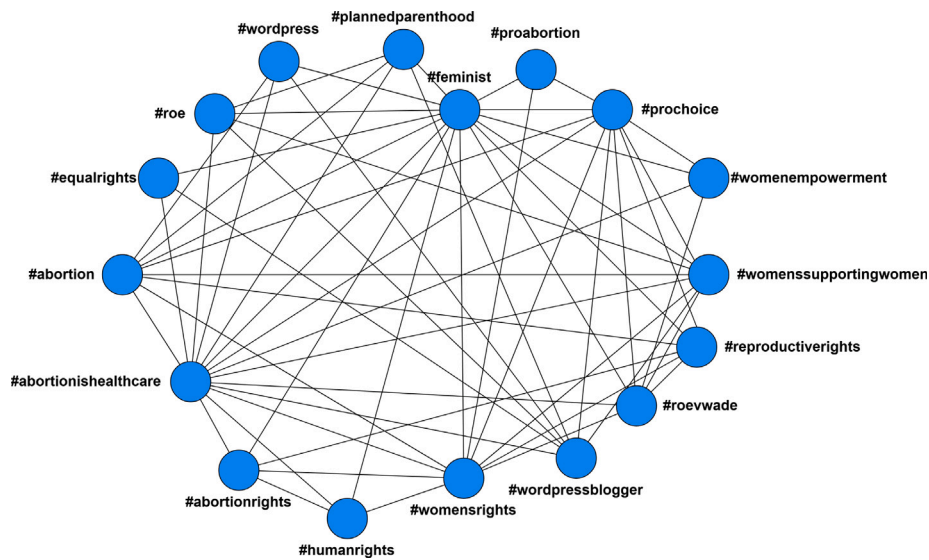 #plannedparenthood
#wordpress
#proabortion
#feminist
#roe
#prochoice
#equalrights
#womenempowerment
#abortion
#womenssupportingwomen
#reproductiverights
#abortionishealthcare
#roevwade
#abortionrights
#wordpressblogger
#womensrights
#humanrights